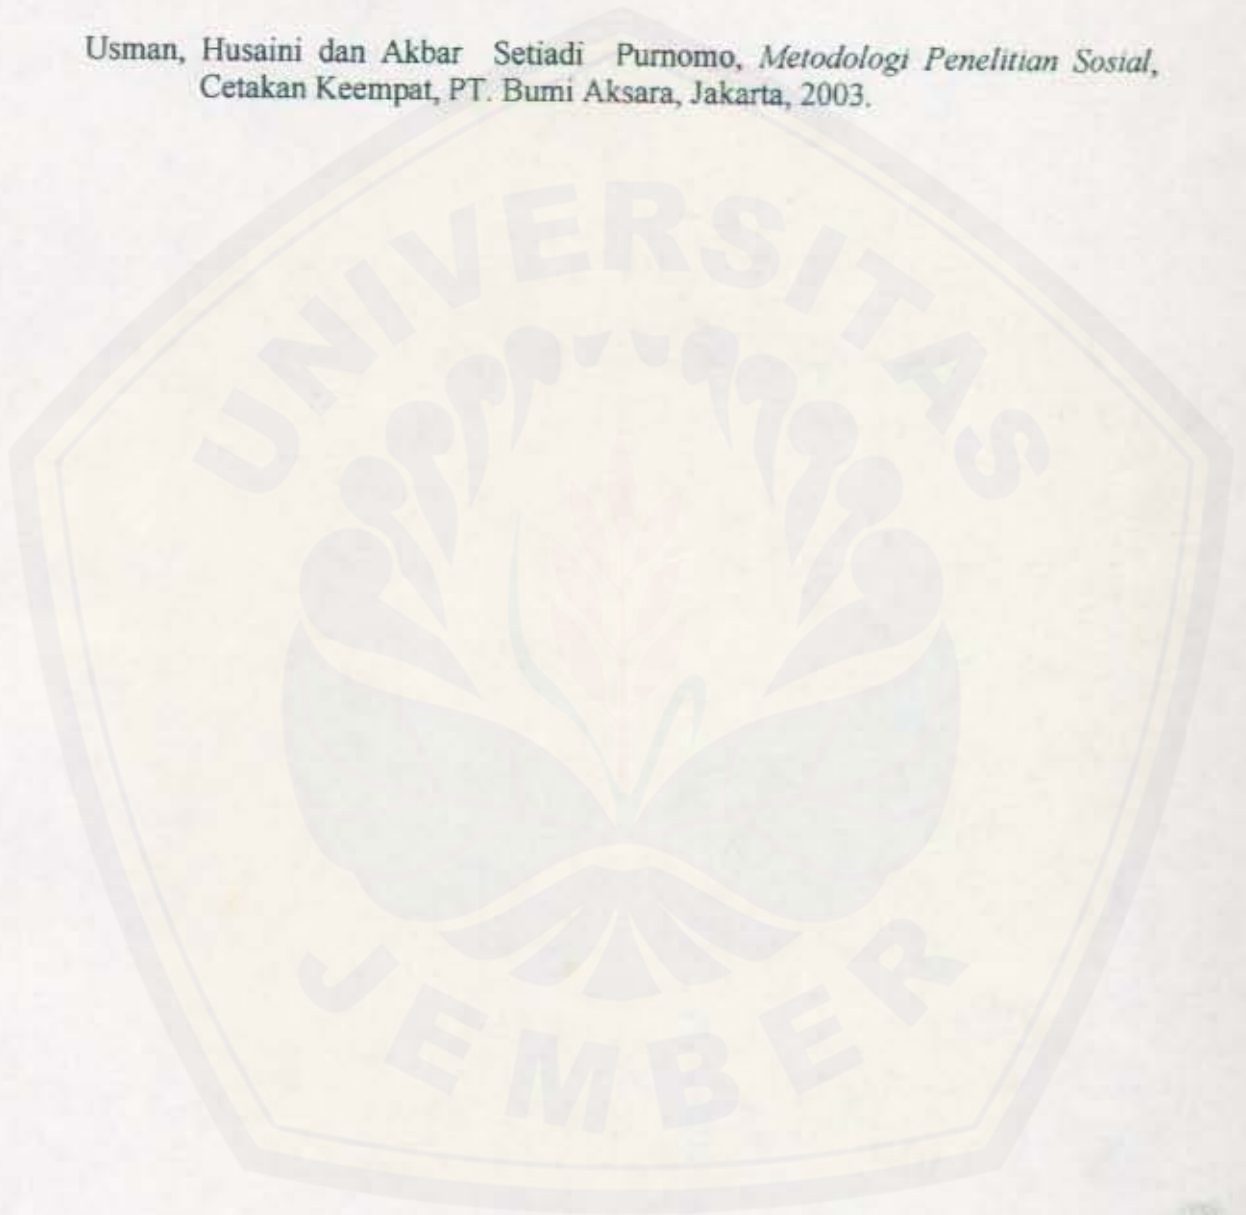 Usman, Husaini dan Akbar Setiadi Purnomo, Metodologi Penelitian Sosial,
Cetakan Keempat, PT. Bumi Aksara, Jakarta, 2003.
UNIVERSITAS
JEMBER